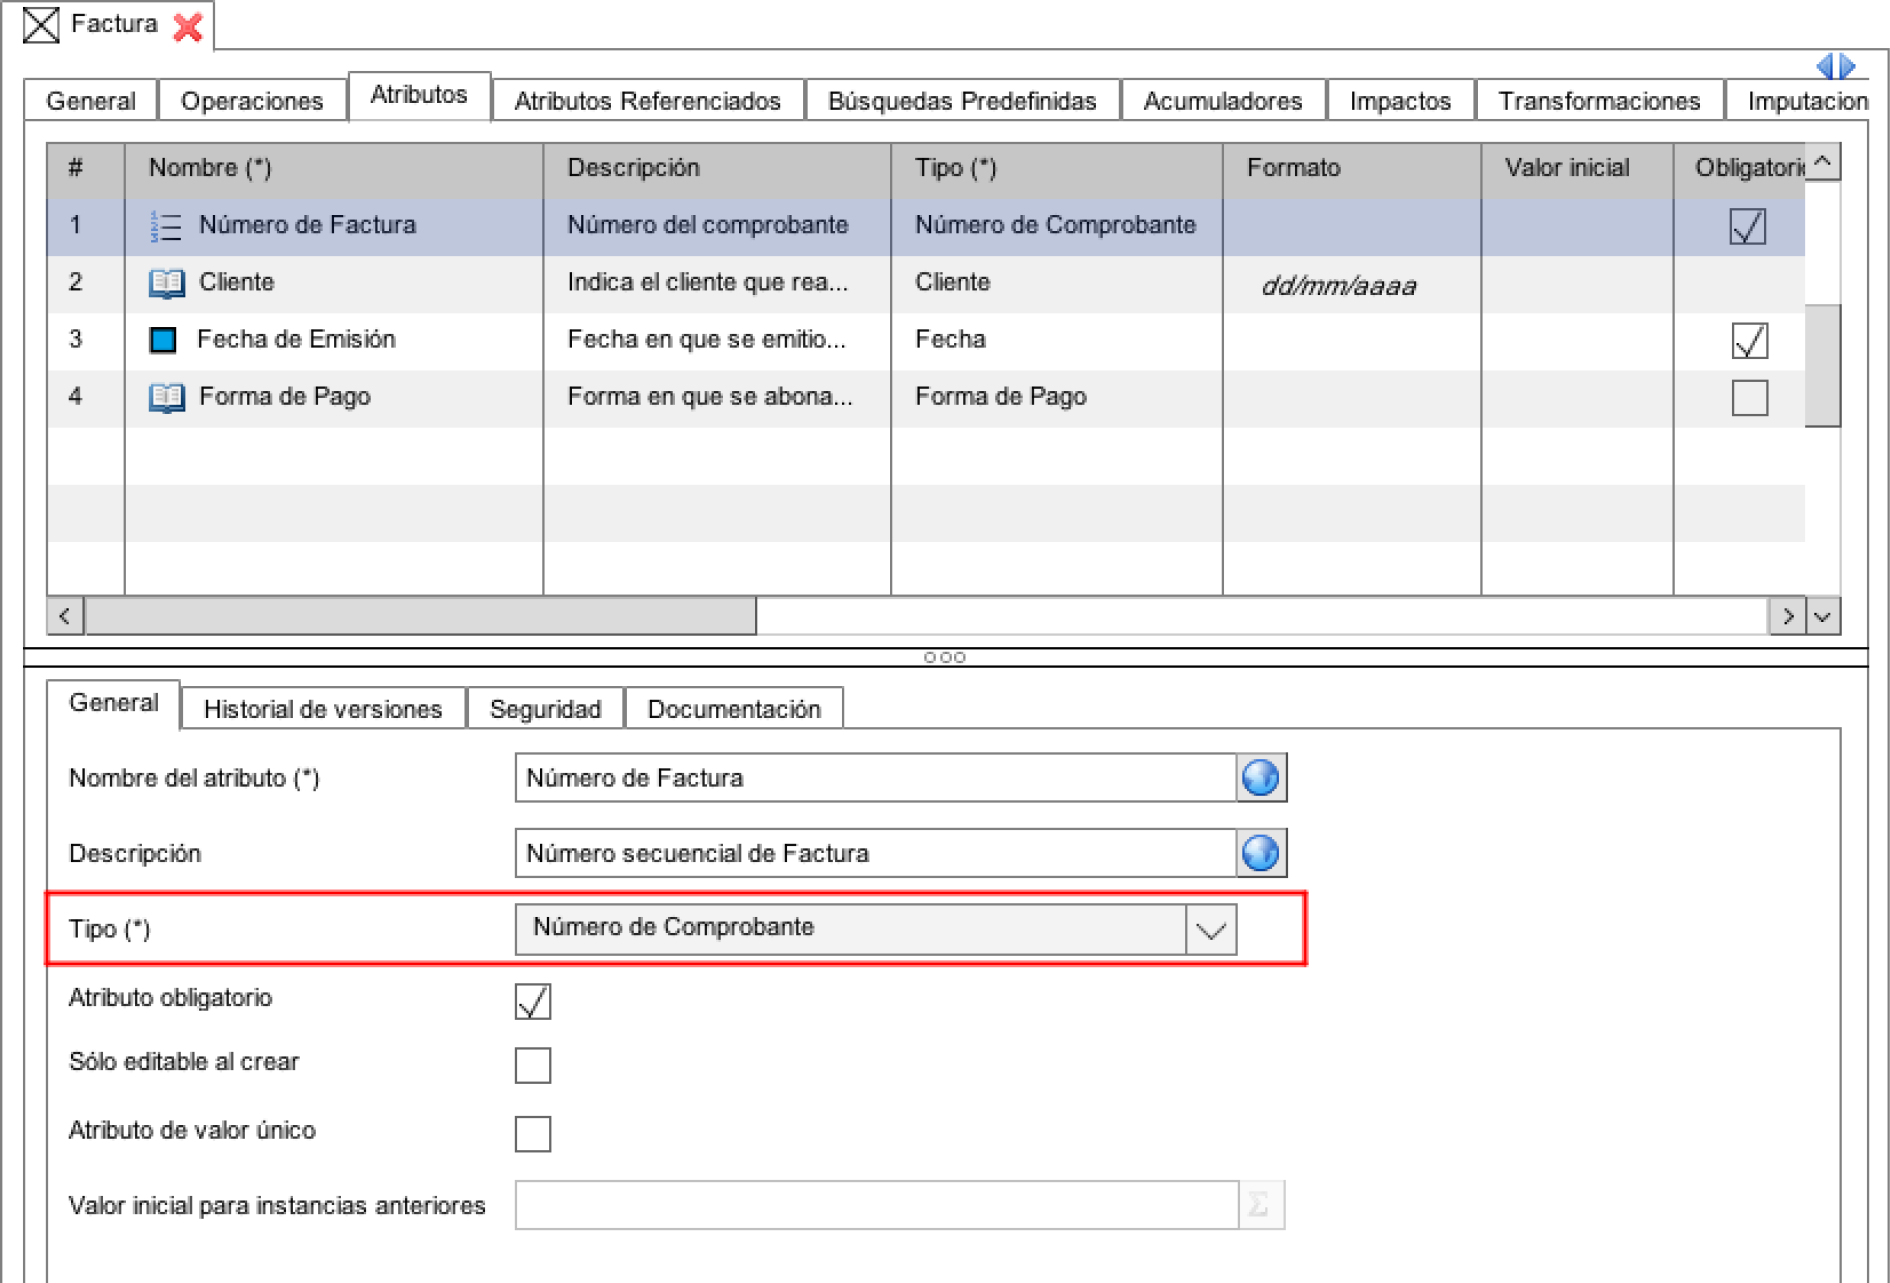 Factura
General Operaciones Atributos Atributos Referenciados Búsquedas Predefinidas Acumuladores Impactos Transformaciones Imputacion
# Nombre (*) Descripción Tipo (*) Formato Valor inicial Obligatorio
1 Número de Factura Número del comprobante Número de Comprobante
2 Cliente Indica el cliente que rea... Cliente dd/mm/aaaa
3 Fecha de Emisión Fecha en que se emitio... Fecha
4 Forma de Pago Forma en que se abona... Forma de Pago
General Historial de versiones Seguridad Documentación
Nombre del atributo (*) Número de Factura
Descripción Número secuencial de Factura
Tipo (*) Número de Comprobante
Atributo obligatorio
Sólo editable al crear
Atributo de valor único
Valor inicial para instancias anteriores Σ